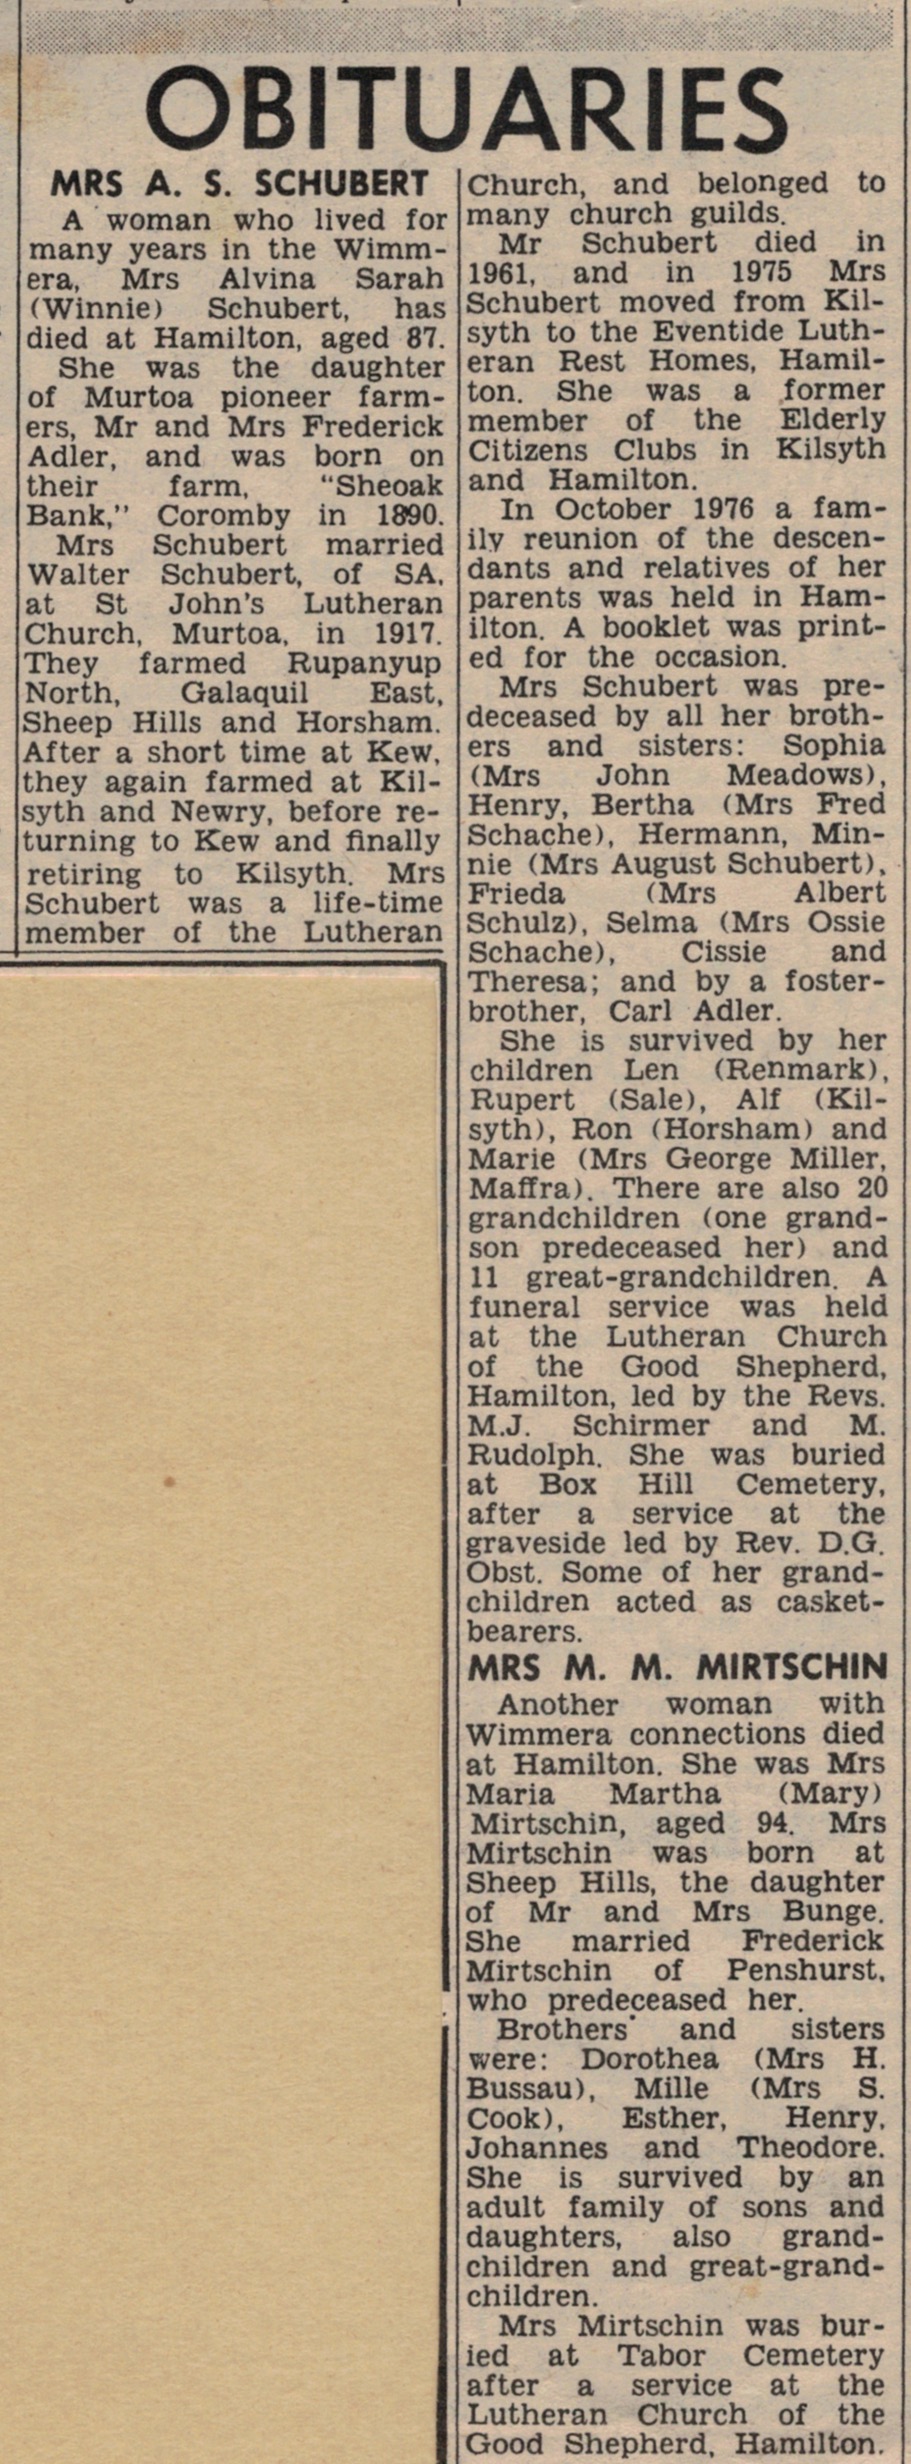 OBITUARIES
MRS A. S. SCHUBERT
A woman who lived for
many years in the Wimm-
era, Mrs Alvina Sarah
(Winnie) Schubert, has
died at Hamilton, aged 87.
She was the daughter
of Murtoa pioneer farm-
ers, Mr and Mrs Frederick
Adler, and was born on
their farm, "Sheoak
Bank," Coromby in 1890.
Mrs Schubert married
Walter Schubert, of SA,
at St John's Lutheran
Church, Murtoa, in 1917.
They farmed Rupanyup
North, Galaquil East,
Sheep Hills and Horsham.
After a short time at Kew,
they again farmed at Kil-
syth and Newry, before re-
turning to Kew and finally
retiring to Kilsyth. Mrs
Schubert was a life-time
member of the Lutheran
Church, and belonged to
many church guilds.
Mr Schubert died in
1961, and in 1975 Mrs
Schubert moved from Kil-
syth to the Eventide Luth-
eran Rest Homes, Hamil-
ton. She was a former
member of the Elderly
Citizens Clubs in Kilsyth
and Hamilton.
In October 1976 a fam-
ily reunion of the descen-
dants and relatives of her
parents was held in Ham-
ilton. A booklet was print-
ed for the occasion.
Mrs Schubert was pre-
deceased by all her broth-
ers and sisters: Sophia
(Mrs John Meadows),
Henry, Bertha (Mrs Fred
Schache), Hermann, Min-
nie (Mrs August Schubert),
Frieda (Mrs Albert
Schulz), Selma (Mrs Ossie
Schache), Cissie and
Theresa; and by a foster-
brother, Carl Adler.
She is survived by her
children Len (Renmark),
Rupert (Sale), Alf (Kil-
syth), Ron (Horsham) and
Marie (Mrs George Miller,
Maffra). There are also 20
grandchildren (one grand-
son predeceased her) and
11 great-grandchildren. A
funeral service was held
at the Lutheran Church
of the Good Shepherd,
Hamilton, led by the Revs.
M.J. Schirmer and M.
Rudolph. She was buried
at Box Hill Cemetery,
after a service at the
graveside led by Rev. D.G.
Obst. Some of her grand-
children acted as casket-
bearers.
MRS M. M. MIRTSCHIN
Another woman with
Wimmera connections died
at Hamilton. She was Mrs
Maria Martha (Mary)
Mirtschin, aged 94. Mrs
Mirtschin was born at
Sheep Hills, the daughter
of Mr and Mrs Bunge.
She married Frederick
Mirtschin of Penshurst,
who predeceased her.
Brothers and sisters
were: Dorothea (Mrs H.
Bussau), Mille (Mrs S.
Cook), Esther, Henry,
Johannes and Theodore.
She is survived by an
adult family of sons and
daughters, also grand-
children and great-grand-
children.
Mrs Mirtschin was bur-
ied at Tabor Cemetery
after a service at the
Lutheran Church of the
Good Shepherd, Hamilton.